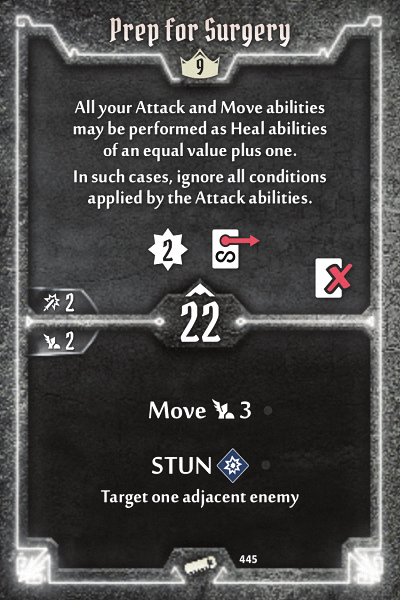 Prep for Surgery
9
All your Attack and Move abilities
may be performed as Heal abilities
of an equal value plus one.
In such cases, ignore all conditions
applied by the Attack abilities.
2
2
22
2
Move 3
STUN
Target one adjacent enemy
445